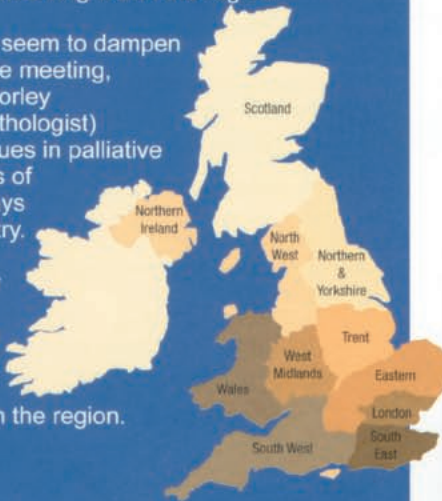 seem to dampen
e meeting,
orley
thologist)
ues in palliative
s of
ys
try.
n the region.
Scotland
Northern
Ireland
North
West
Northern
&
Yorkshire
Trent
West
Midlands
Eastern
Wales
London
South West
South
East